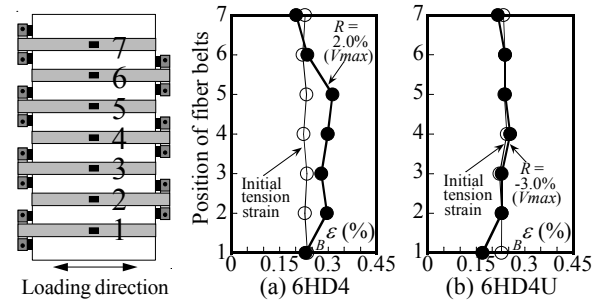 7
6
5
4
3
2
1
Loading direction
Position of fiber belts
7
6
5
4
3
2
1
R =
2.0%
(Vmax)
Initial
tension
strain
ε (%)
B
0 0.15 0.3 0.45
(a) 6HD4
7
6
5
4
3
2
1
Initial
tension
strain
R =
-3.0%
(Vmax)
ε (%)
B
0 0.15 0.3 0.45
(b) 6HD4U